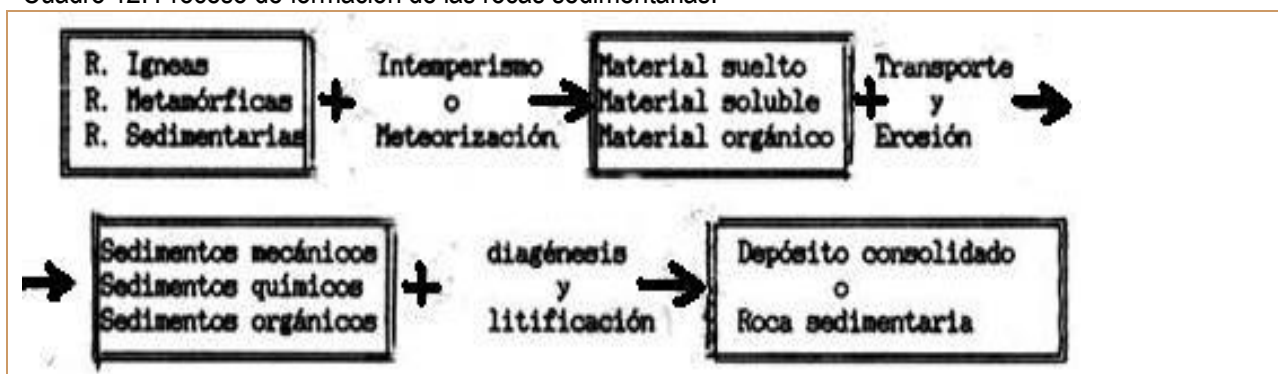 Cuadro 12. Proceso de formación de las rocas sedimentarias.
R. Igneas
R. Metamórficas
R. Sedimentarias
+
Intemperismo
o
Meteorización
Material suelto
Material soluble
Material orgánico
+
Transporte
y
Erosión
Sedimentos mecánicos
Sedimentos químicos
Sedimentos orgánicos
+
diagénesis
y
litificación
Depósito consolidado
o
Roca sedimentaria